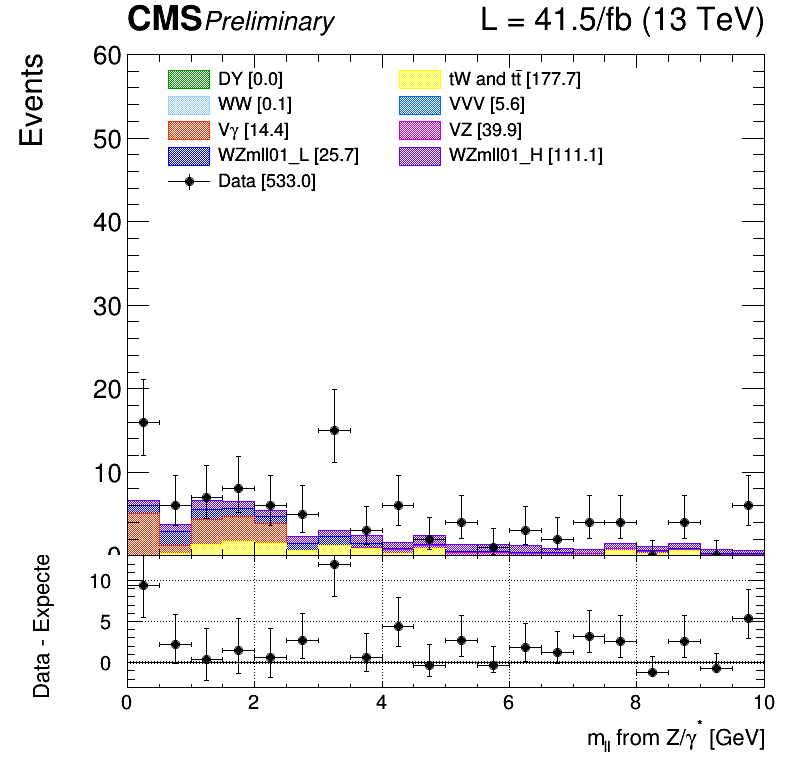 CMS Preliminary L = 41.5/fb (13 TeV)
Events
60
50
40
30
20
10
0
DY [0.0]
tW and tt̄ [177.7]
WW [0.1]
VVV [5.6]
Vγ [14.4]
VZ [39.9]
WZmll01_L [25.7]
WZmll01_H [111.1]
Data [533.0]
Data - Expecte
10
5
0
0 2 4 6 8 10
m_ll from Z/γ* [GeV]